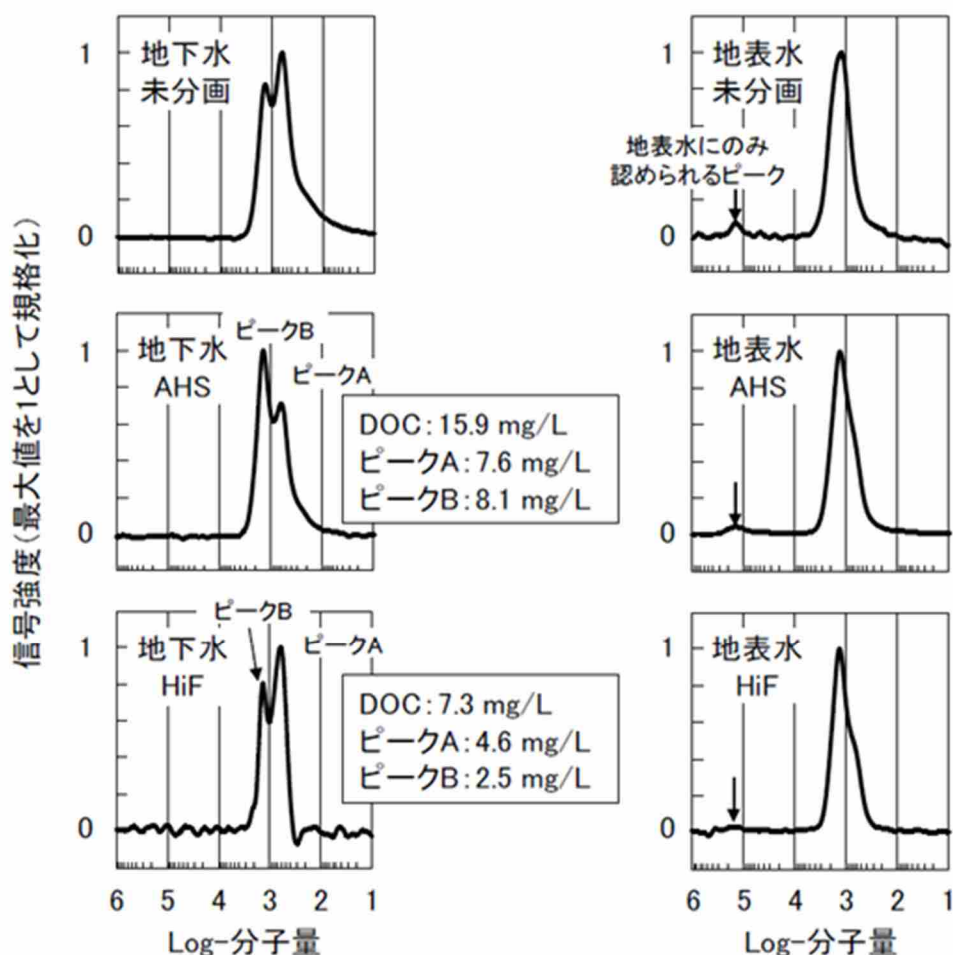 信号強度(最大値を1として規格化)
1
地下水
未分画
0
1
地表水
未分画
地表水にのみ
認められるピーク
0
ピークB
1
地下水
ピークA
AHS
DOC:15.9 mg/L
ピークA:7.6 mg/L
ピークB:8.1 mg/L
0
1
地表水
AHS
0
ピークB
1
地下水
ピークA
HiF
DOC:7.3 mg/L
ピークA:4.6 mg/L
ピークB:2.5 mg/L
0
6 5 4 3 2 1
Log-分子量
1
地表水
HiF
0
6 5 4 3 2 1
Log-分子量